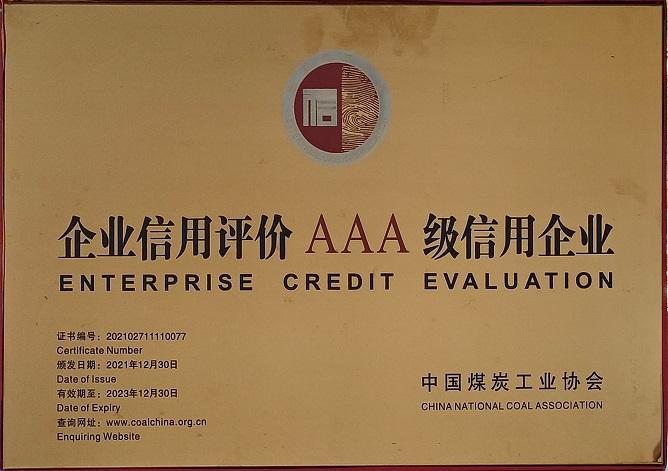 信
企业信用评价 AAA 级信用企业
ENTERPRISE CREDIT EVALUATION
证书编号：202102711110077
Certificate Number
颁发日期：2021年12月30日
Date of Issue
有效期至：2023年12月30日
Date of Expiry
查询网址：www.coalchina.org.cn
Enquiring Website
中国煤炭工业协会
CHINA NATIONAL COAL ASSOCIATION